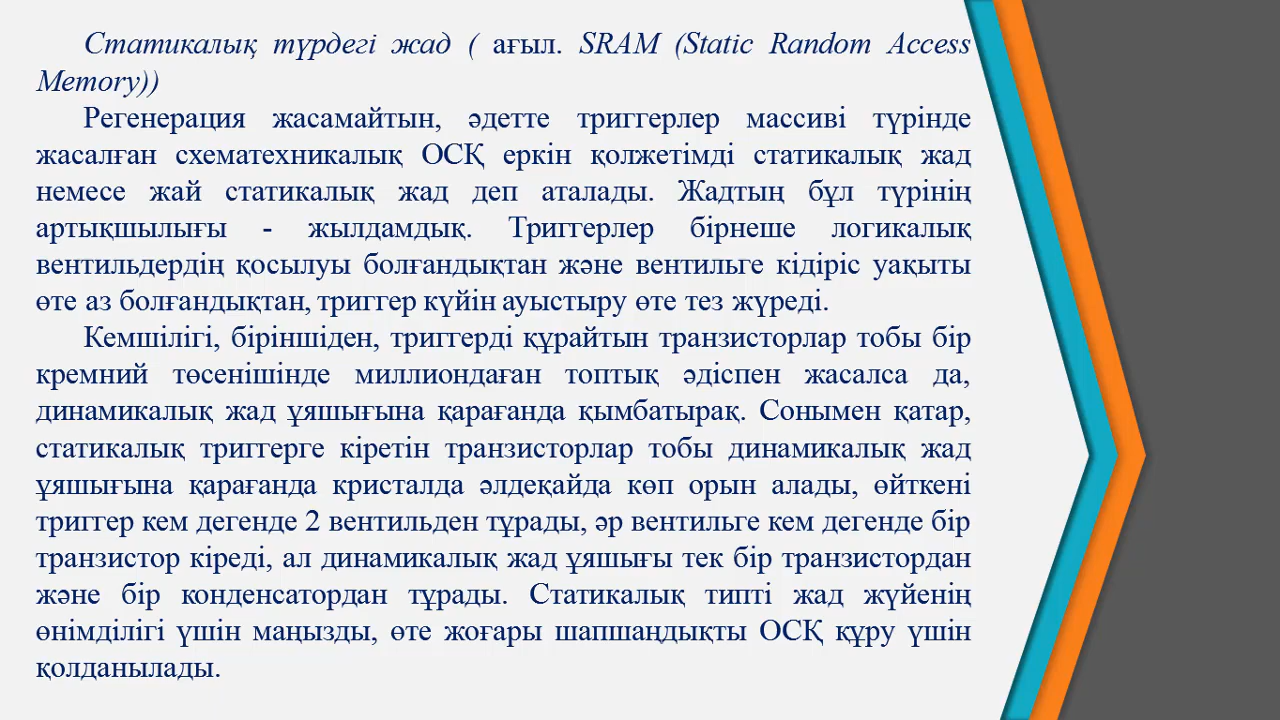 Статикалық түрдегі жад ( ағыл. SRAM (Static Random Access
Memory))
Регенерация жасамайтын, әдетте триггерлер массиві түрінде
жасалған схематехникалық ОСҚ еркін қолжетімді статикалық жад
немесе жай статикалық жад деп аталады. Жадтың бұл түрінің
артықшылығы - жылдамдық. Триггерлер бірнеше логикалық
вентильдердің қосылуы болғандықтан және вентильге кідіріс уақыты
өте аз болғандықтан, триггер күйін ауыстыру өте тез жүреді.
Кемшілігі, біріншіден, триггерді құрайтын транзисторлар тобы бір
кремний төсенішінде миллиондаған топтық әдіспен жасалса да,
динамикалық жад ұяшығына қарағанда қымбатырақ. Сонымен қатар,
статикалық триггерге кіретін транзисторлар тобы динамикалық жад
ұяшығына қарағанда кристалда әлдеқайда көп орын алады, өйткені
триггер кем дегенде 2 вентильден тұрады, әр вентильге кем дегенде бір
транзистор кіреді, ал динамикалық жад ұяшығы тек бір транзистордан
және бір конденсатордан тұрады. Статикалық типті жад жүйенің
өнімділігі үшін маңызды, өте жоғары шапшаңдықты ОСҚ құру үшін
қолданылады.